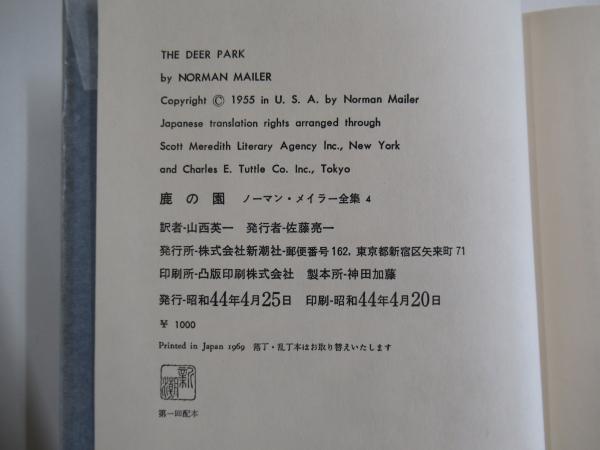 THE DEER PARK
by NORMAN MAILER
Copyright © 1955 in U. S. A. by Norman Mailer
Japanese translation rights arranged through
Scott Meredith Literary Agency Inc., New York
and Charles E. Tuttle Co. Inc., Tokyo
鹿の園 ノーマン・メイラー全集 4
訳者-山西英一 発行者-佐藤亮一
発行所-株式会社新潮社-郵便番号162, 東京都新宿区矢来町71
印刷所-凸版印刷株式会社 製本所-神田加藤
発行-昭和44年4月25日 印刷-昭和44年4月20日
¥ 1000
Printed in Japan 1969 落丁・乱丁本はお取り替えいたします
新潮
第一回配本